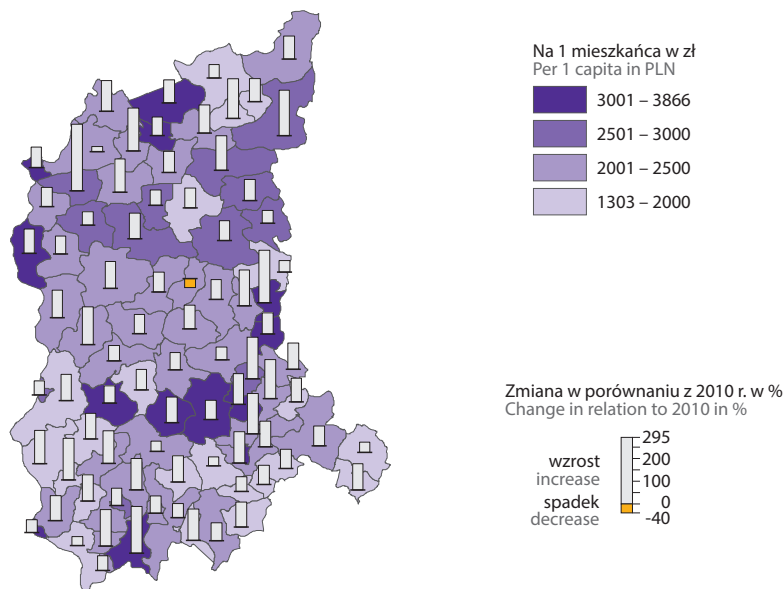 Na 1 mieszkańca w zł
Per 1 capita in PLN
3001 – 3866
2501 – 3000
2001 – 2500
1303 – 2000
Zmiana w porównaniu z 2010 r. w %
Change in relation to 2010 in %
295
wzrost 200
increase 100
spadek 0
decrease -40